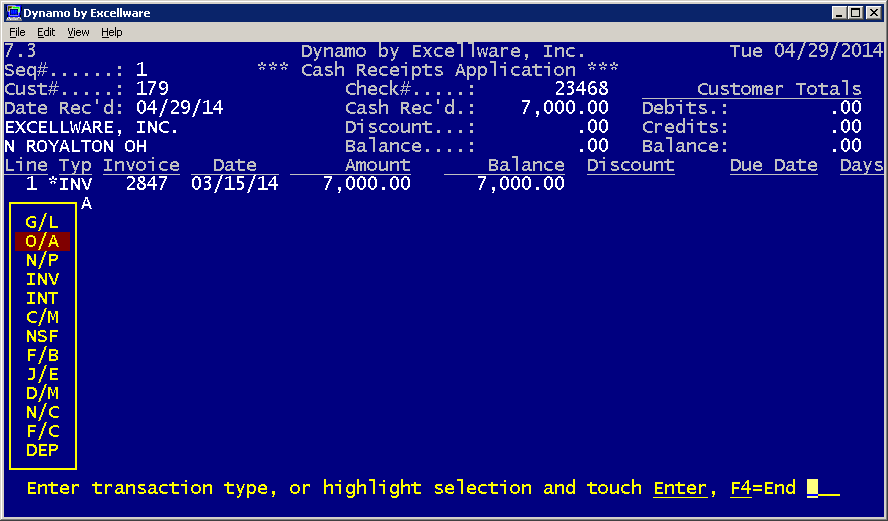 Dynamo by Excellware
File Edit View Help
7.3 Dynamo by Excellware, Inc. Tue 04/29/2014
Seq#......: 1 *** Cash Receipts Application ***
Cust#.....: 179 Check#.....: 23468 Customer Totals
Date Rec'd: 04/29/14 Cash Rec'd.: 7,000.00 Debits.: .00
EXCELLWARE, INC. Discount...: .00 Credits: .00
N ROYALTON OH Balance....: .00 Balance: .00
Line Typ Invoice Date Amount Balance Discount Due Date Days
1 *INV 2847 03/15/14 7,000.00 7,000.00
A
G/L
O/A
N/P
INV
INT
C/M
NSF
F/B
J/E
D/M
N/C
F/C
DEP
Enter transaction type, or highlight selection and touch Enter, F4=End